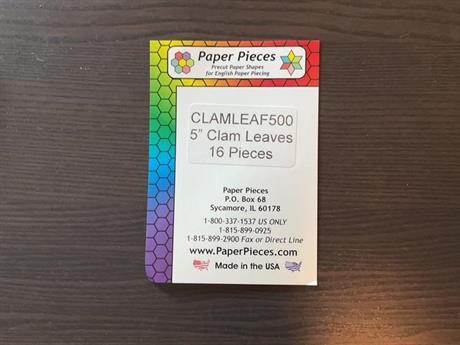 Paper Pieces
Precut Paper Shapes
for English Paper Piecing
CLAMLEAF500
5” Clam Leaves
16 Pieces
Paper Pieces
P.O. Box 68
Sycamore, IL 60178
1-800-337-1537 US ONLY
1-815-899-0925
1-815-899-2900 Fax or Direct Line
www.PaperPieces.com
Made in the USA